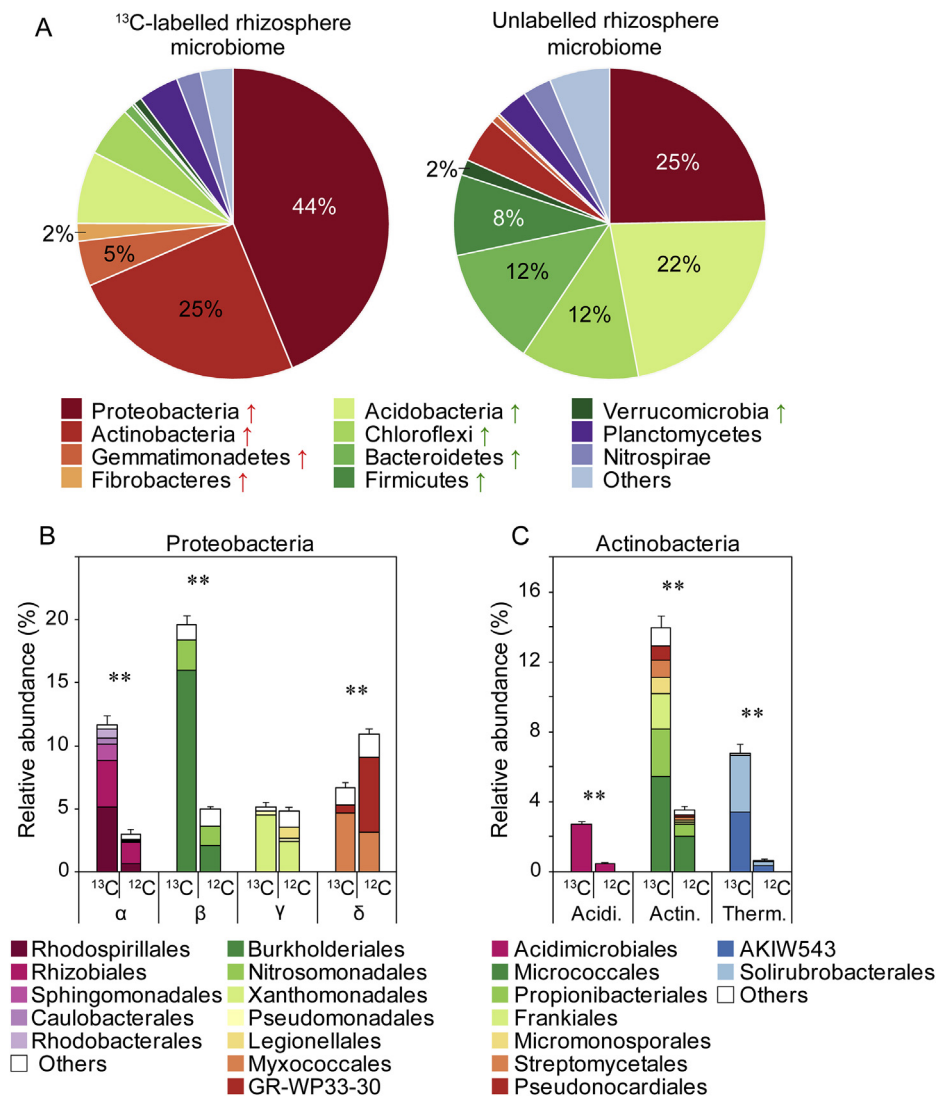 A
¹³C-labelled rhizosphere
microbiome
Unlabelled rhizosphere
microbiome
44%
25%
5%
2%
25%
22%
12%
12%
8%
2%
Proteobacteria ↑
Actinobacteria ↑
Gemmatimonadetes ↑
Fibrobacteres ↑
Acidobacteria ↑
Chloroflexi ↑
Bacteroidetes ↑
Firmicutes ↑
Verrucomicrobia ↑
Planctomycetes
Nitrospirae
Others
B
Proteobacteria
Relative abundance (%)
20
15
10
5
0
**
**
**
¹³C ¹²C ¹³C ¹²C ¹³C ¹²C ¹³C ¹²C
α β γ δ
Rhodospirillales
Rhizobiales
Sphingomonadales
Caulobacterales
Rhodobacterales
Others
Burkholderiales
Nitrosomonadales
Xanthomonadales
Pseudomonadales
Legionellales
Myxococcales
GR-WP33-30
C
Actinobacteria
Relative abundance (%)
16
12
8
4
0
**
**
**
¹³C ¹²C ¹³C ¹²C ¹³C ¹²C
Acidi. Actin. Therm.
Acidimicrobiales
Micrococcales
Propionibacteriales
Frankiales
Micromonosporales
Streptomycetales
Pseudonocardiales
AKIW543
Solirubrobacterales
Others